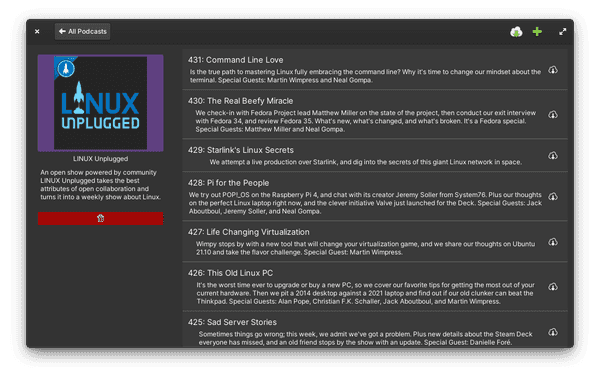 All Podcasts
LINUX
UNPLUGGED
LINUX Unplugged
An open show powered by community
LINUX Unplugged takes the best
attributes of open collaboration and
turns it into a weekly show about Linux.
431: Command Line Love
Is the true path to mastering Linux fully embracing the command line? Why it's time to change our mindset about the
terminal. Special Guests: Martin Wimpress and Neal Gompa.
430: The Real Beefy Miracle
We check-in with Fedora Project lead Matthew Miller on the state of the project, then conduct our exit interview
with Fedora 34, and review Fedora 35. What's new, what's changed, and what's broken. It's a Fedora special.
Special Guests: Matthew Miller and Neal Gompa.
429: Starlink's Linux Secrets
We attempt a live production over Starlink, and dig into the secrets of this giant Linux network in space.
428: Pi for the People
We try out POP!_OS on the Raspberry Pi 4, and chat with its creator Jeremy Soller from System76. Plus our thoughts
on the perfect Linux laptop right now, and the clever initiative Valve just launched for the Deck. Special Guests: Jack
Aboutboul, Jeremy Soller, and Neal Gompa.
427: Life Changing Virtualization
Wimpy stops by with a new tool that will change your virtualization game, and we share our thoughts on Ubuntu
21.10 and take the flavor challenge. Special Guest: Martin Wimpress.
426: This Old Linux PC
It's the worst time ever to upgrade or buy a new PC, so we cover our favorite tips for getting the most out of your
current hardware. Then we pit a 2014 desktop against a 2021 laptop and find out if our old clunker can beat the
Thinkpad. Special Guests: Alan Pope, Christian F.K. Schaller, Jack Aboutboul, and Martin Wimpress.
425: Sad Server Stories
Sometimes things go wrong; this week, we admit we've got a problem. Plus new details about the Steam Deck
everyone has missed, and an old friend stops by the show with an update. Special Guest: Danielle Foré.